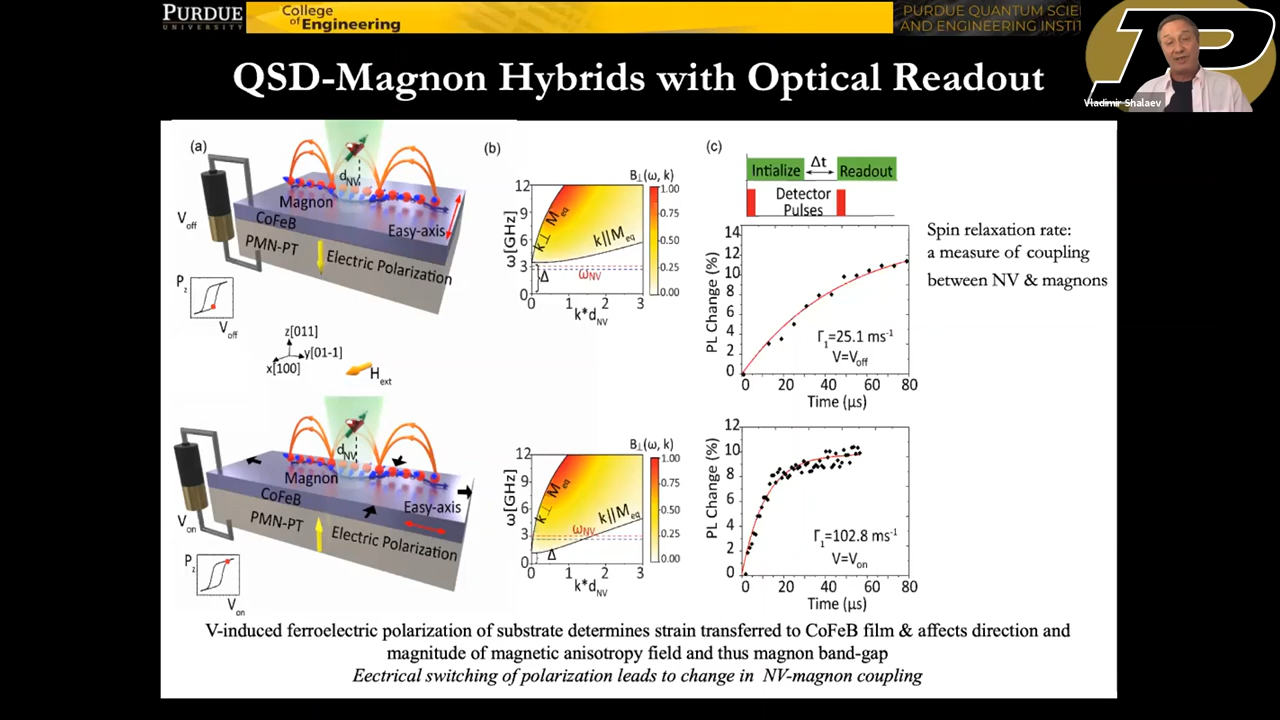 PURDUE
UNIVERSITY
College
of Engineering
PURDUE QUANTUM SCIE
AND ENGINEERING INSTIT
Vladimir Shalaev
QSD-Magnon Hybrids with Optical Readout
(a)
d_NV
Magnon
CoFeB
Easy-axis
PMN-PT
Electric Polarization
V_off
P_z
V_off
z[011]
y[01-1]
x[100]
H_ext
d_NV
Magnon
CoFeB
Easy-axis
PMN-PT
Electric Polarization
V_on
P_z
V_on
(b)
B⊥(ω, k)
12
9
6
3
0
ω[GHz]
k⊥ M_eq
k||M_eq
ω_NV
Δ
0 1 2 3
k*d_NV
1.00
0.75
0.50
0.25
0.00
B⊥(ω, k)
12
9
6
3
0
ω[GHz]
k⊥ M_eq
k||M_eq
ω_NV
Δ
0 1 2 3
k*d_NV
1.00
0.75
0.50
0.25
0.00
(c)
Intialize
Δt
Readout
Detector
Pulses
14
12
10
8
6
4
2
0
PL Change (%)
Γ₁=25.1 ms⁻¹
V=V_off
0 20 40 60 80
Time (µs)
12
10
8
6
4
2
0
PL Change (%)
Γ₁=102.8 ms⁻¹
V=V_on
0 20 40 60 80
Time (µs)
Spin relaxation rate:
a measure of coupling
between NV & magnons
V-induced ferroelectric polarization of substrate determines strain transferred to CoFeB film & affects direction and
magnitude of magnetic anisotropy field and thus magnon band-gap
Eectrical switching of polarization leads to change in NV-magnon coupling